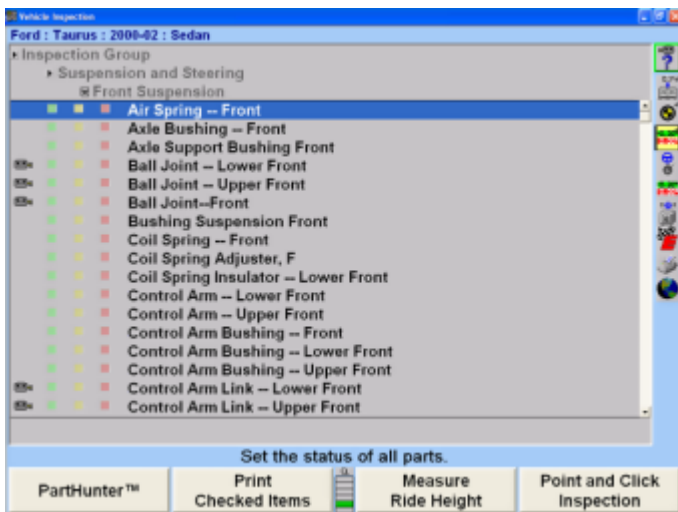 Vehicle Inspection
Ford : Taurus : 2000-02 : Sedan
Inspection Group
Suspension and Steering
Front Suspension
Air Spring -- Front
Axle Bushing -- Front
Axle Support Bushing Front
Ball Joint -- Lower Front
Ball Joint -- Upper Front
Ball Joint--Front
Bushing Suspension Front
Coil Spring -- Front
Coil Spring Adjuster, F
Coil Spring Insulator -- Lower Front
Control Arm -- Lower Front
Control Arm -- Upper Front
Control Arm Bushing -- Front
Control Arm Bushing -- Lower Front
Control Arm Bushing -- Upper Front
Control Arm Link -- Lower Front
Control Arm Link -- Upper Front
Set the status of all parts.
PartHunter™
Print
Checked Items
Measure
Ride Height
Point and Click
Inspection